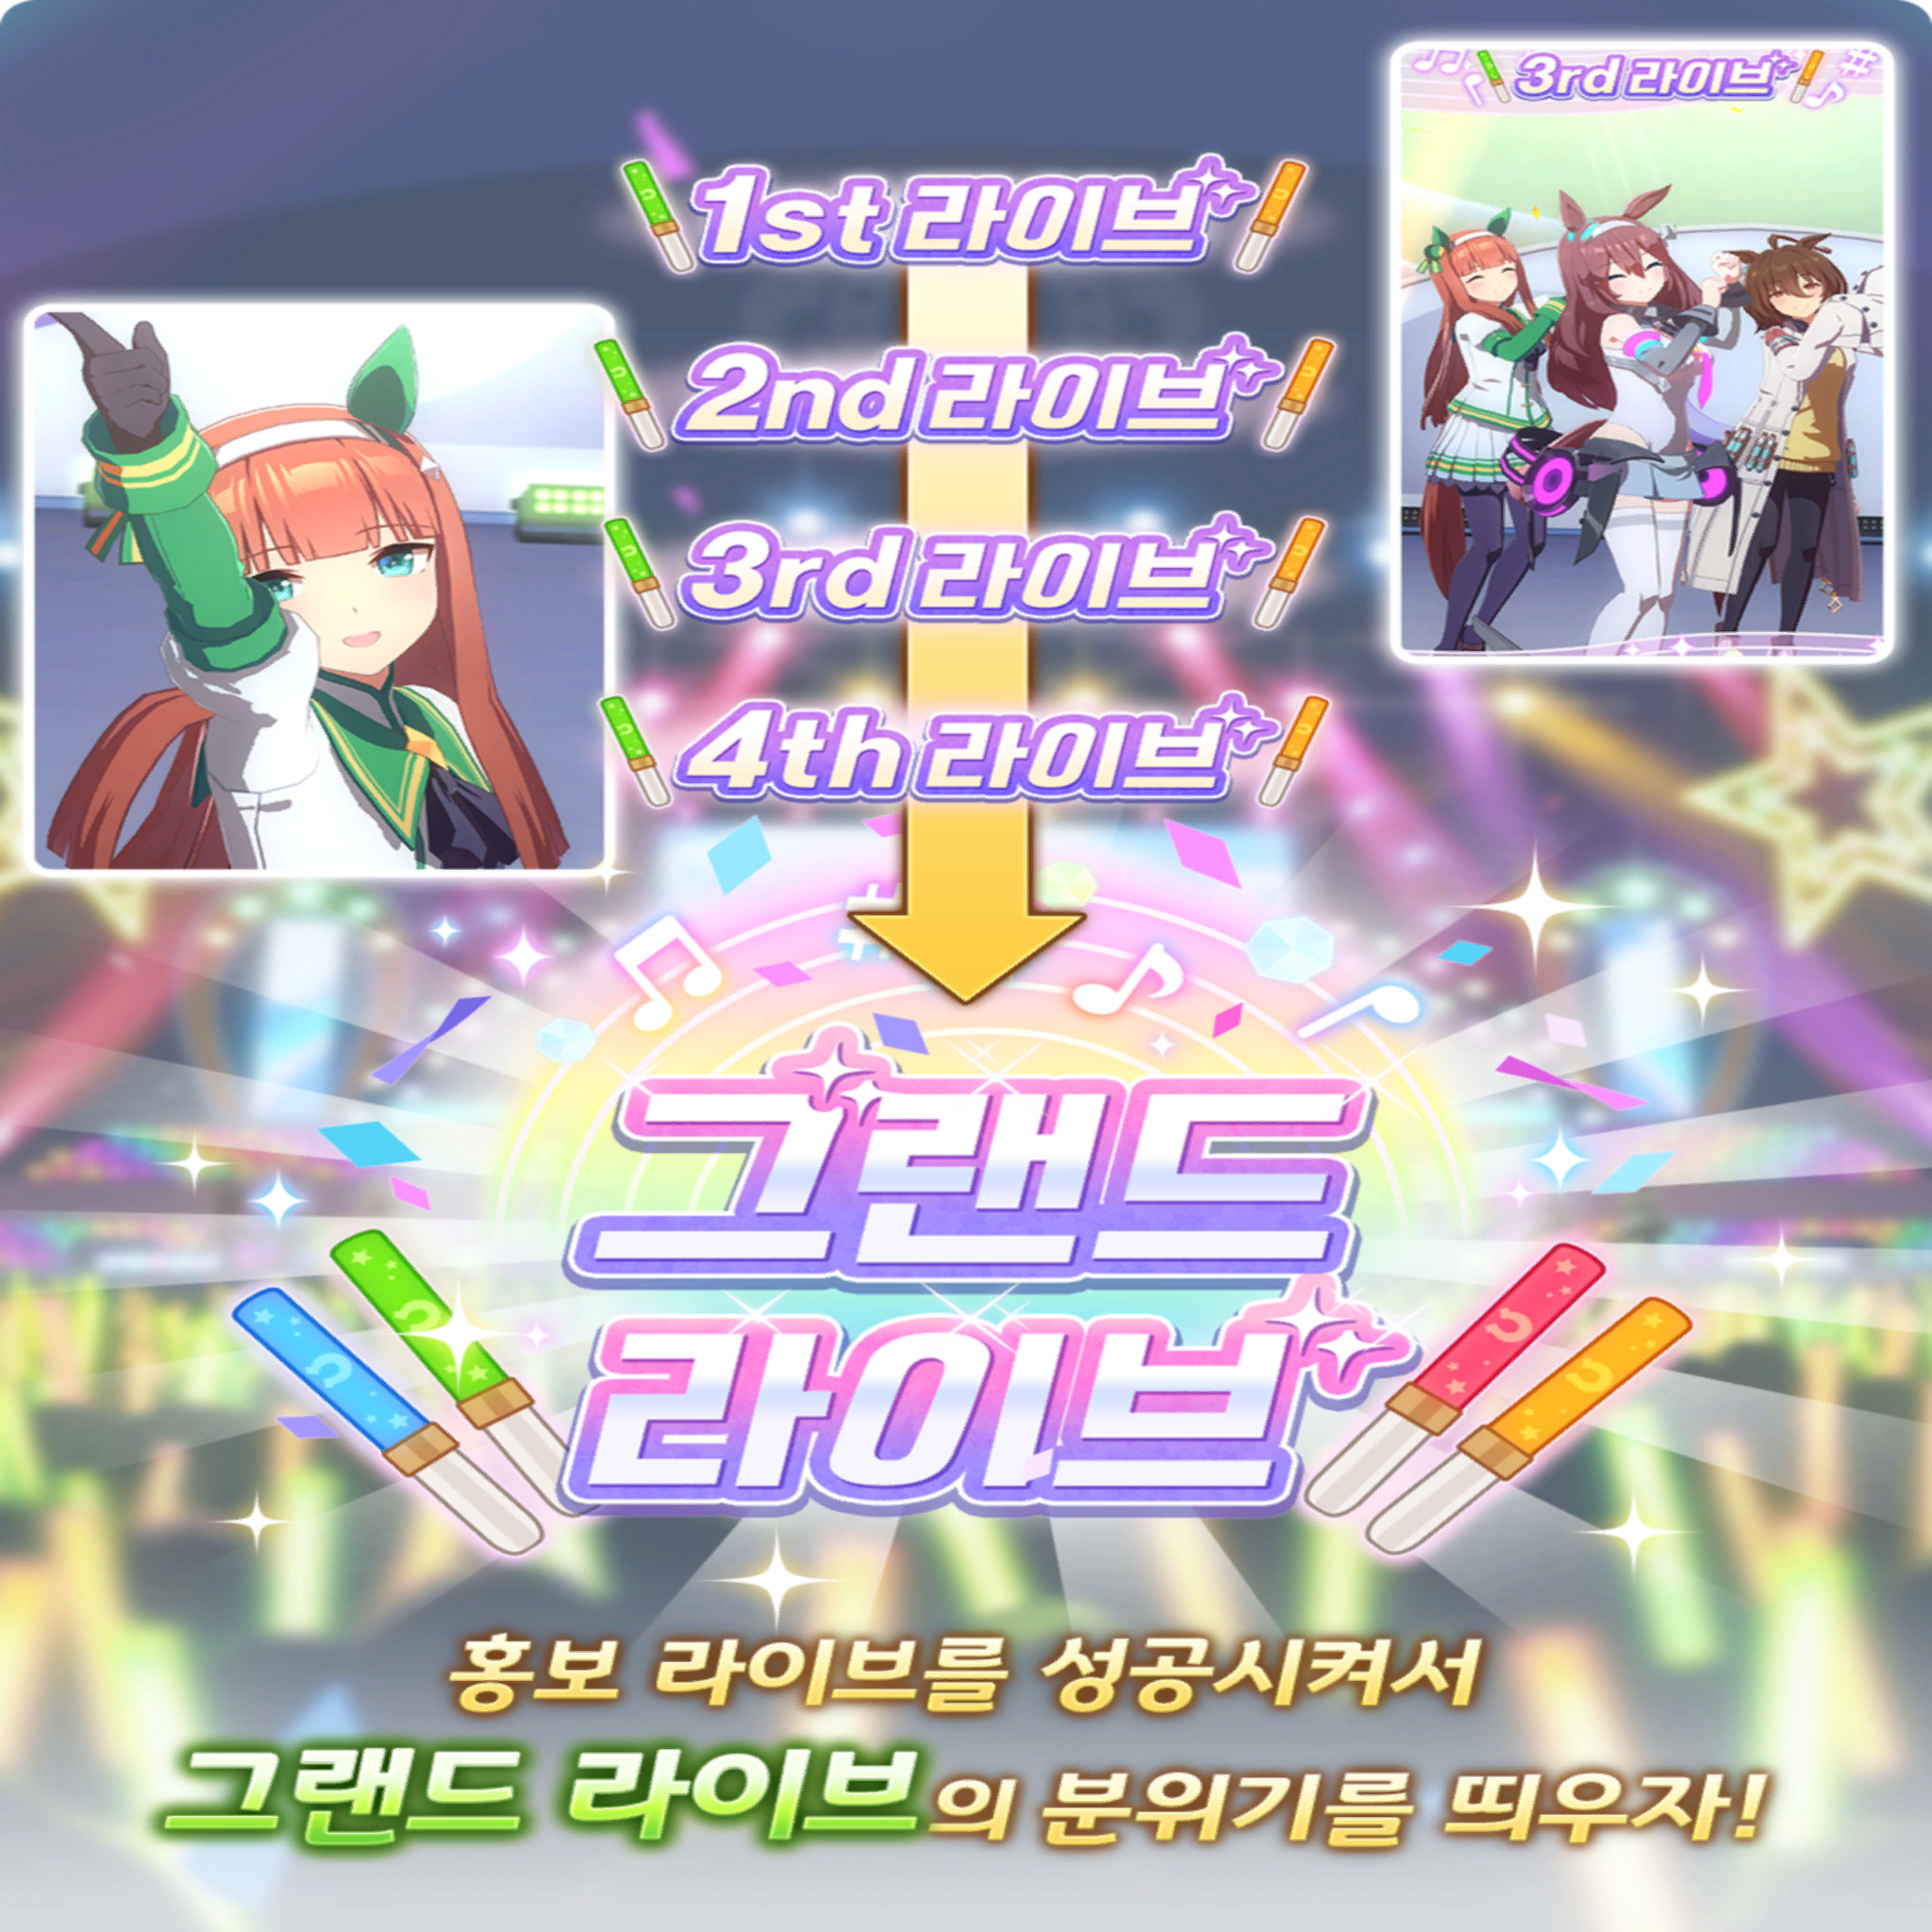 3rd 라이브
1st 라이브
2nd 라이브
3rd 라이브
4th 라이브
그랜드
라이브
홍보 라이브를 성공시켜서
그랜드 라이브의 분위기를 띄우자!